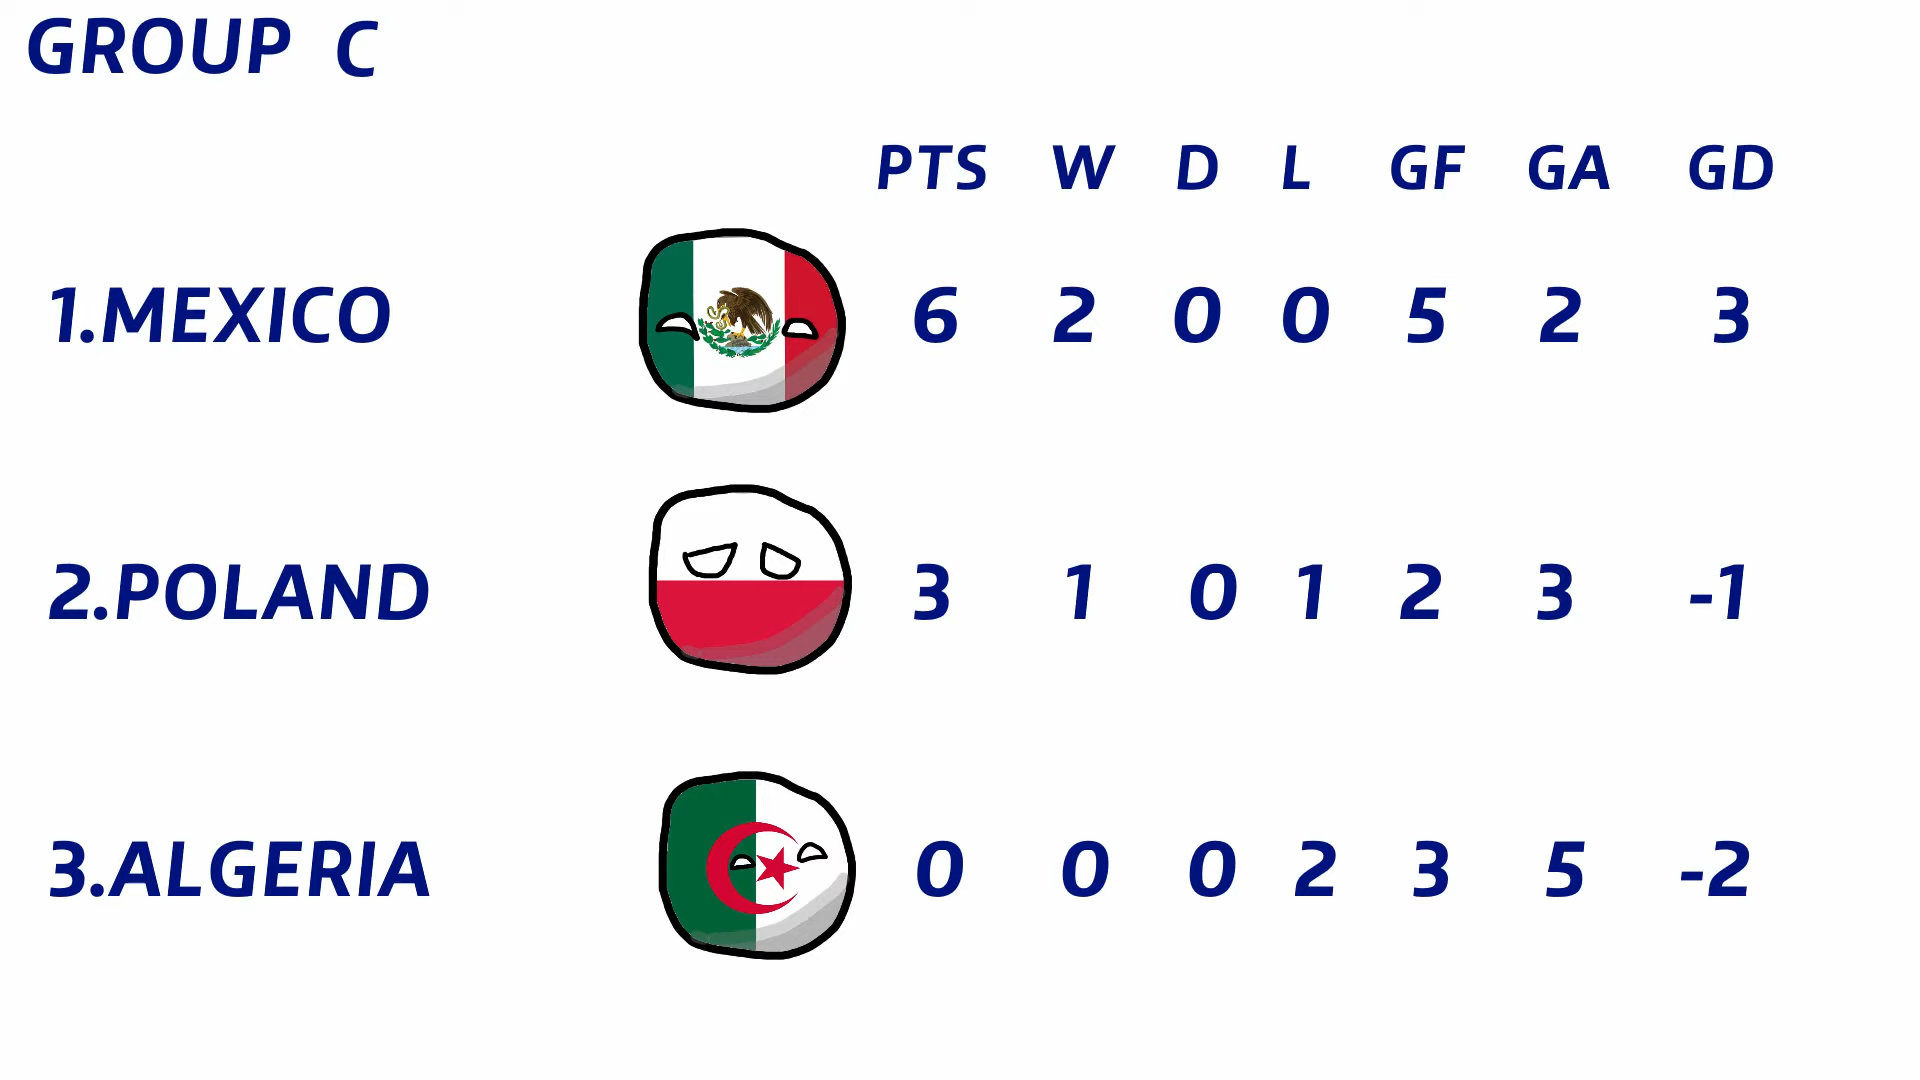 GROUP C
PTS W D L GF GA GD
1.MEXICO 6 2 0 0 5 2 3
2.POLAND 3 1 0 1 2 3 -1
3.ALGERIA 0 0 0 2 3 5 -2